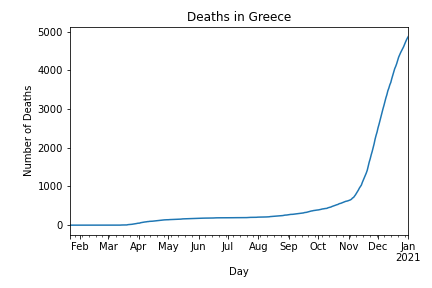 Deaths in Greece
Number of Deaths
5000
4000
3000
2000
1000
0
Feb Mar Apr May Jun Jul Aug Sep Oct Nov Dec Jan
2021
Day